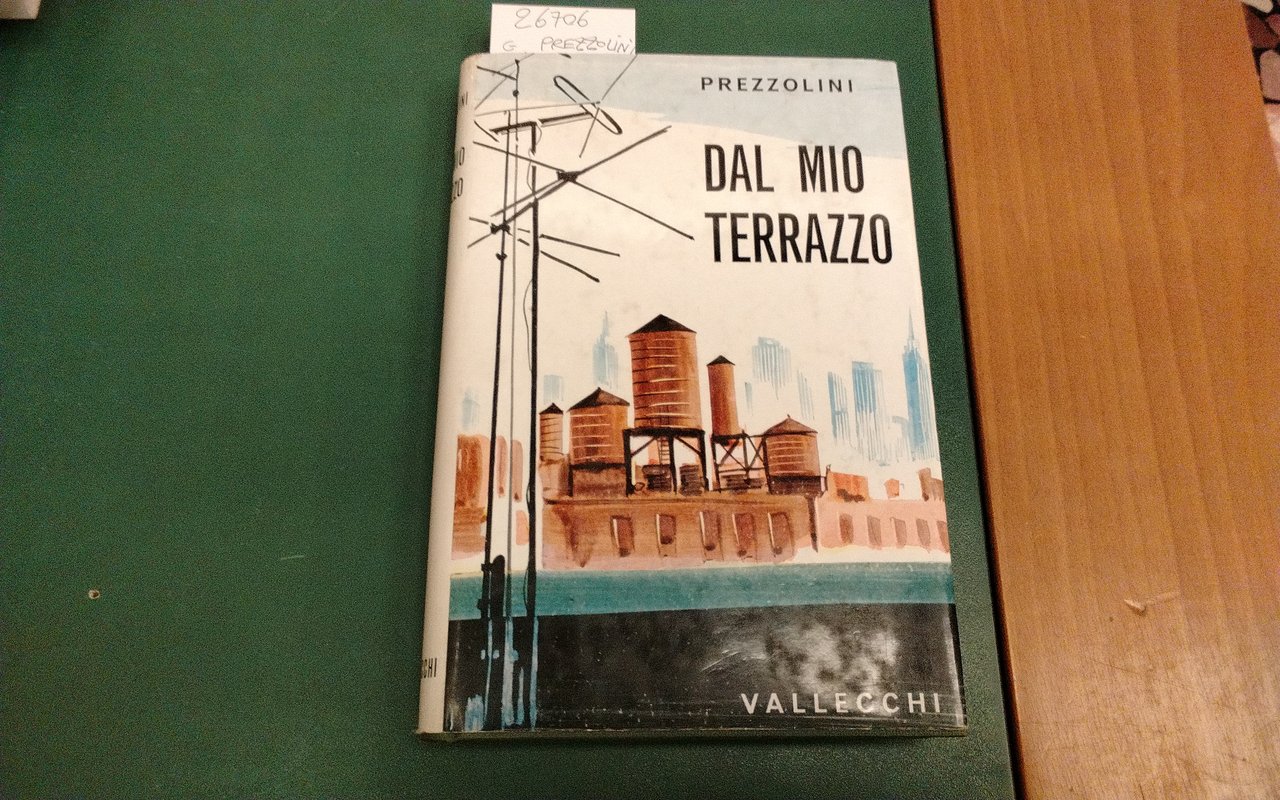 26706
G PREZZOLINI
PREZZOLINI
DAL MIO
TERRAZZO
VALLECCHI